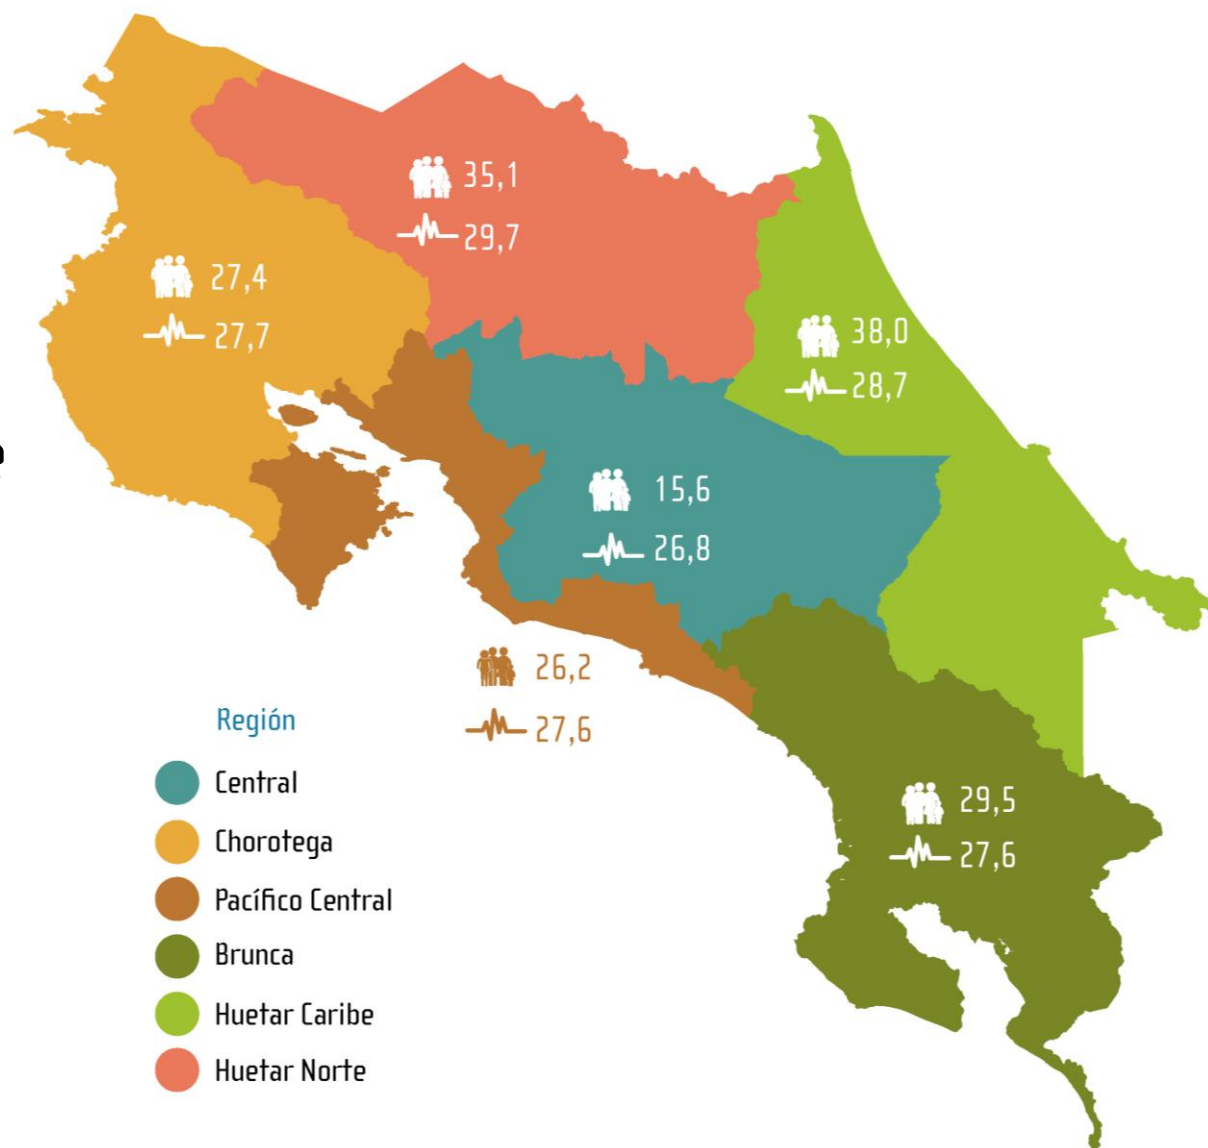 35,1
29,7
27,4
27,7
38,0
28,7
15,6
26,8
26,2
27,6
29,5
27,6
Región
Central
Chorotega
Pacífico Central
Brunca
Huetar Caribe
Huetar Norte